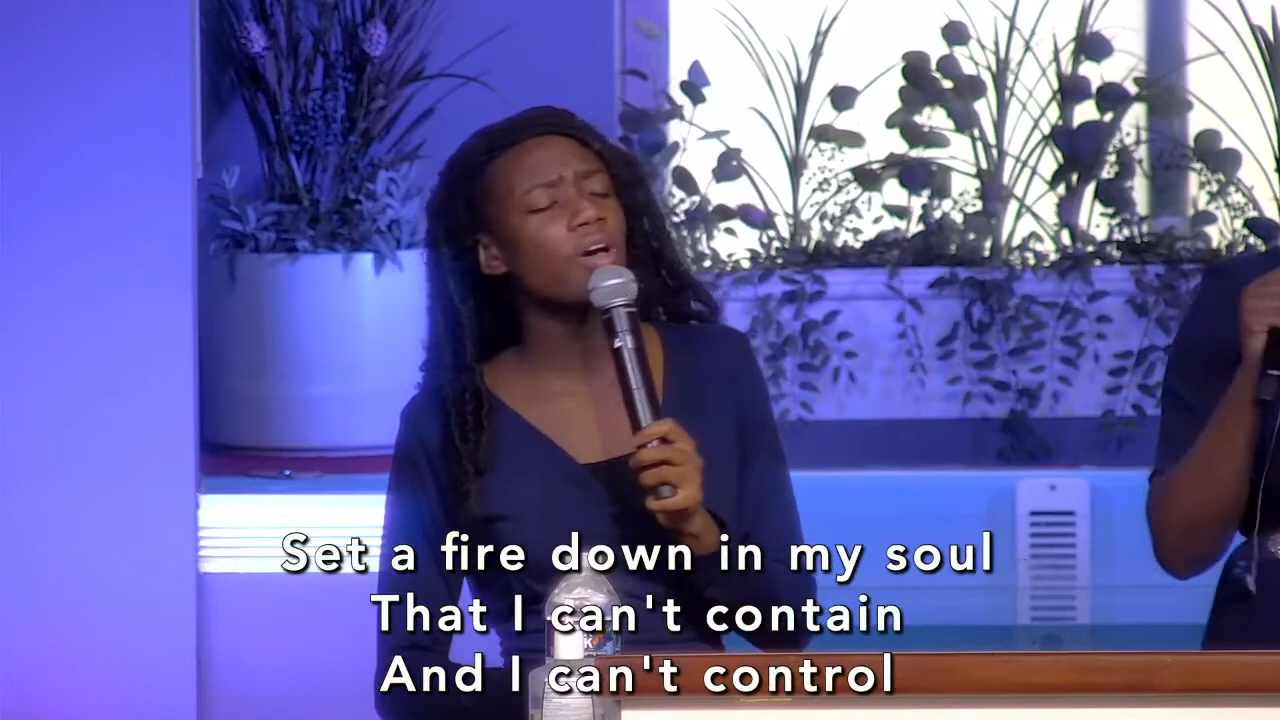 Set a fire down in my soul
That I can't contain
And I can't control